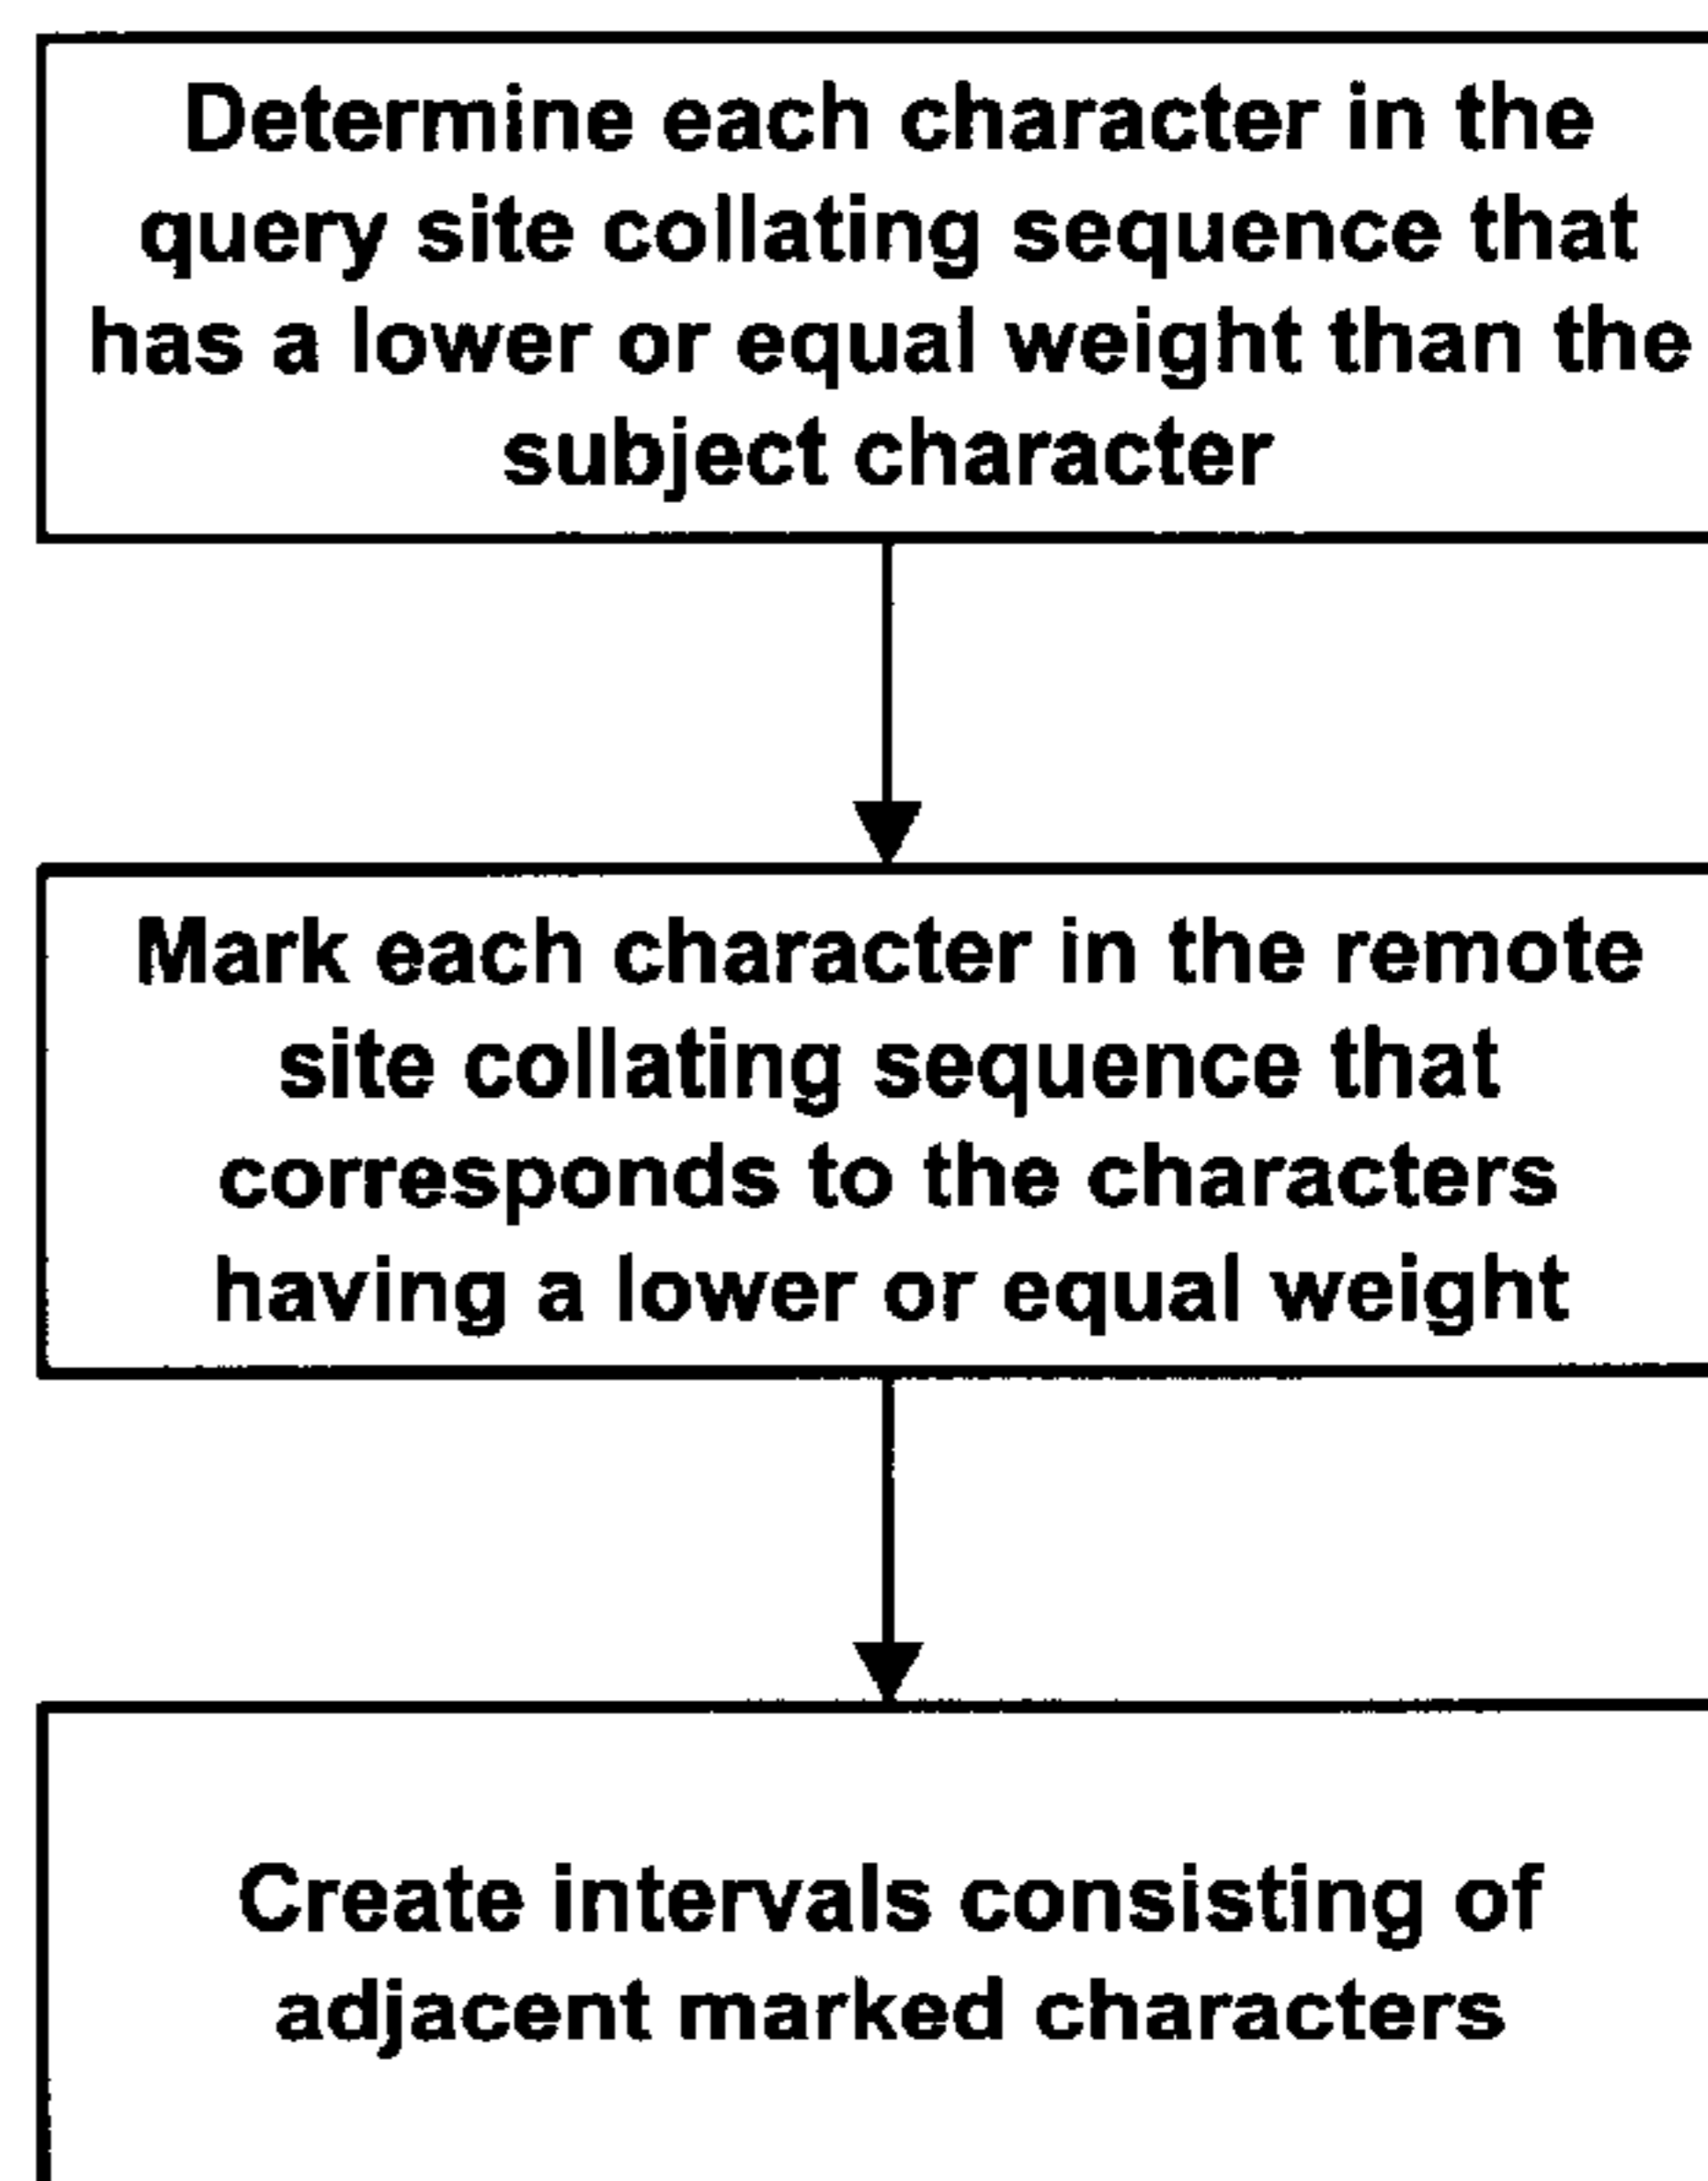 Determine each character in the
query site collating sequence that
has a lower or equal weight than the
subject character
Mark each character in the remote
site collating sequence that
corresponds to the characters
having a lower or equal weight
Create intervals consisting of
adjacent marked characters